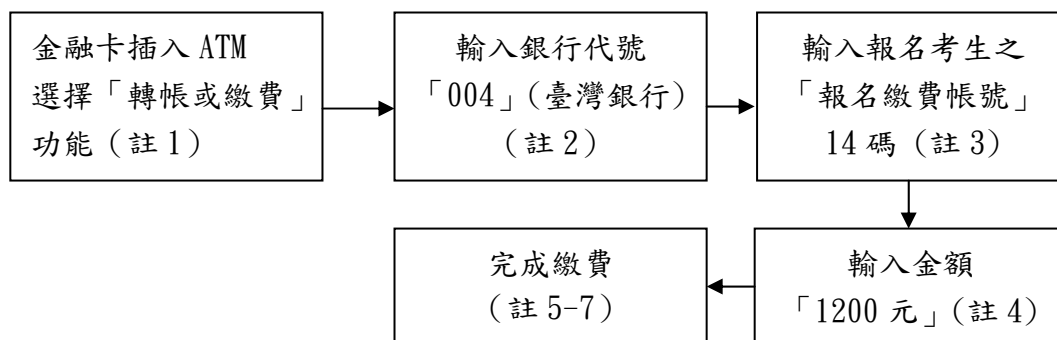 金融卡插入 ATM
選擇「轉帳或繳費」
功能（註 1）
輸入銀行代號
「004」（臺灣銀行）
（註 2）
輸入報名考生之
「報名繳費帳號」
14 碼（註 3）
輸入金額
「1200 元」（註 4）
完成繳費
（註 5-7）